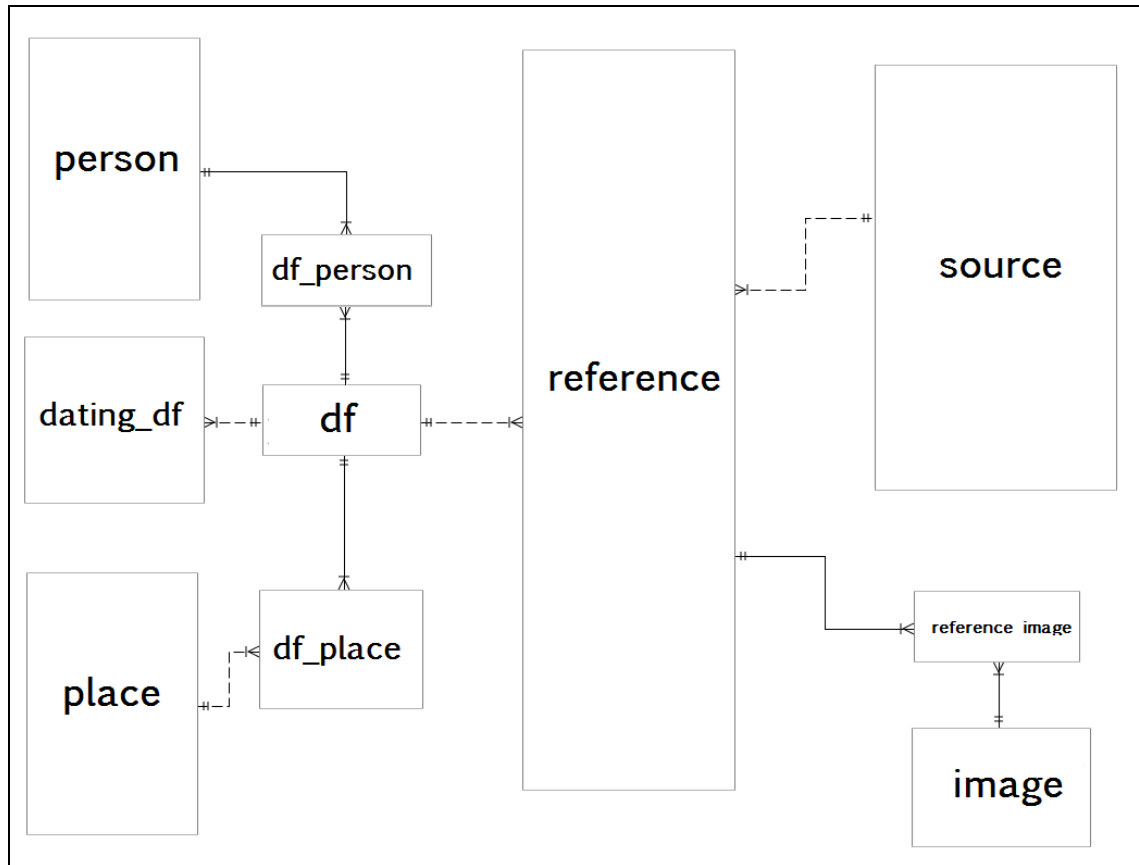 person
df_person
dating_df
df
reference
source
place
df_place
reference image
image